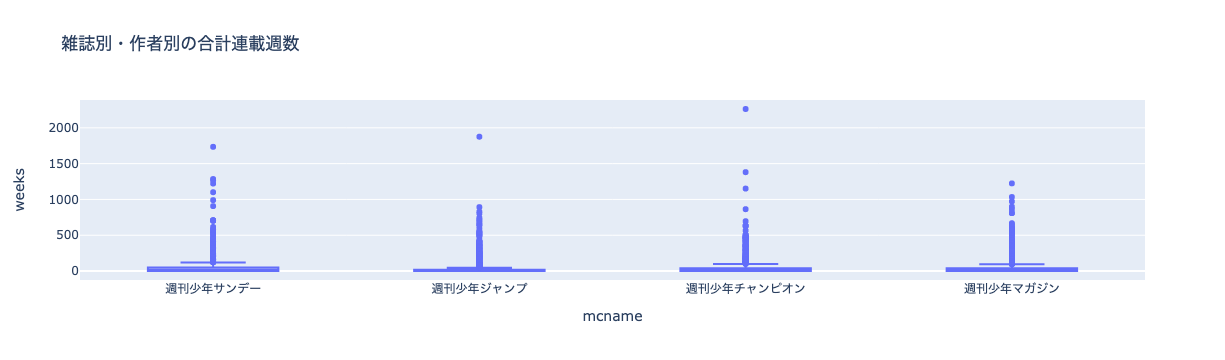 雑誌別・作者別の合計連載週数
weeks
2000
1500
1000
500
0
週刊少年サンデー
週刊少年ジャンプ
週刊少年チャンピオン
週刊少年マガジン
mcname